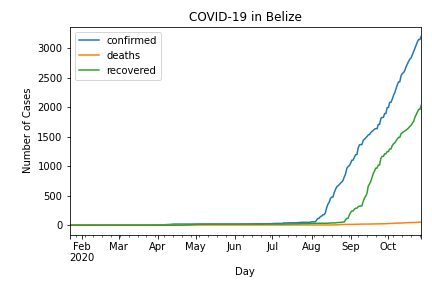 COVID-19 in Belize
confirmed
deaths
recovered
Number of Cases
3000
2500
2000
1500
1000
500
0
Feb Mar Apr May Jun Jul Aug Sep Oct
2020
Day